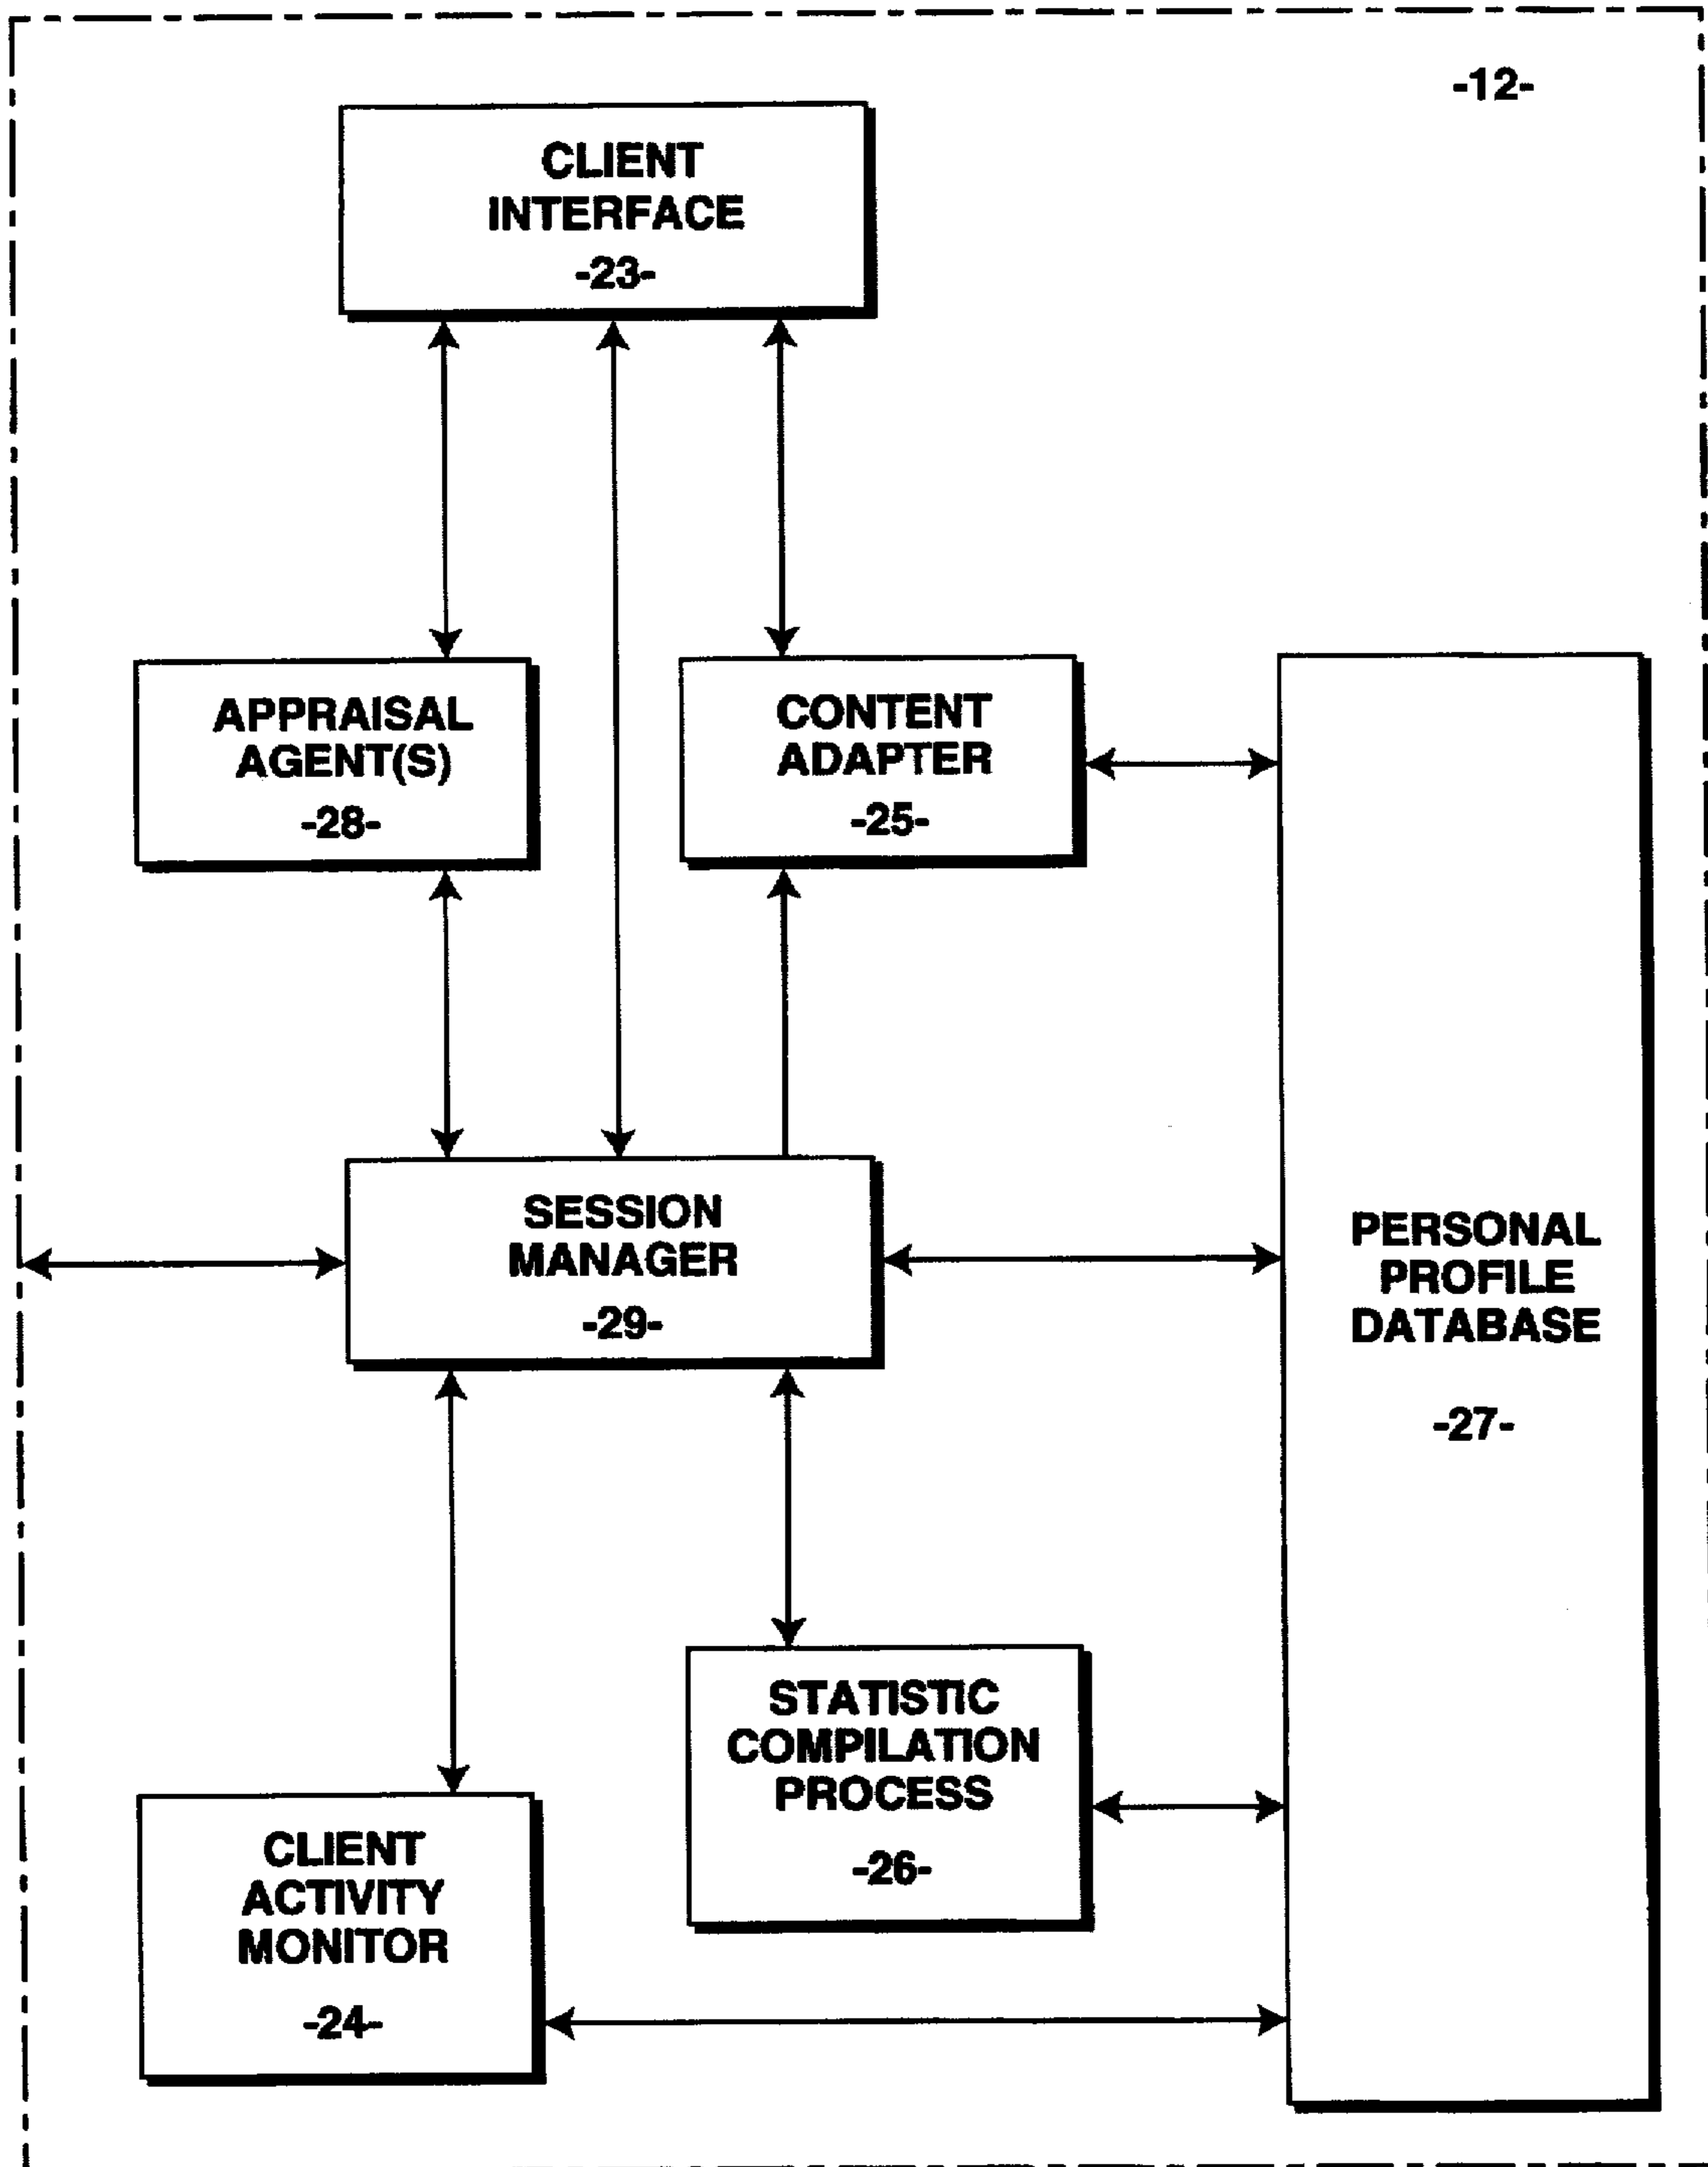 -12-
CLIENT
INTERFACE
-23-
APPRAISAL
AGENT(S)
-28-
CONTENT
ADAPTER
-25-
SESSION
MANAGER
-29-
PERSONAL
PROFILE
DATABASE
-27-
STATISTIC
COMPILATION
PROCESS
-26-
CLIENT
ACTIVITY
MONITOR
-24-